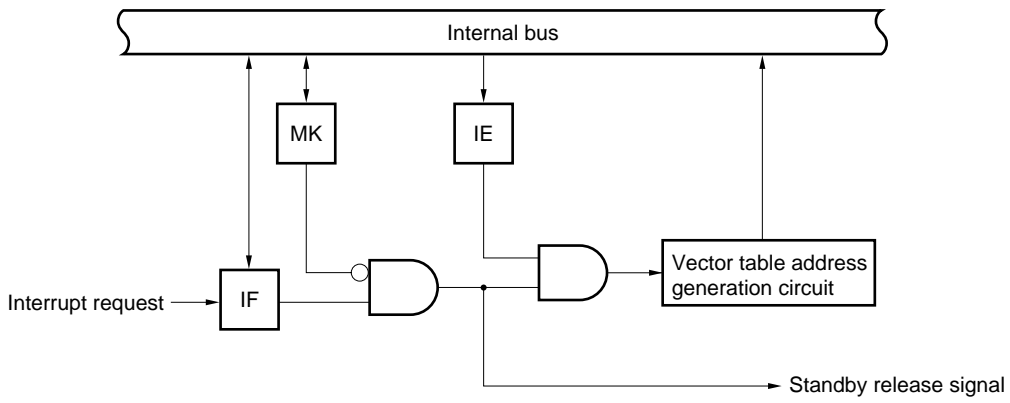 Internal bus
MK
IE
Vector table address
generation circuit
Interrupt request
IF
Standby release signal